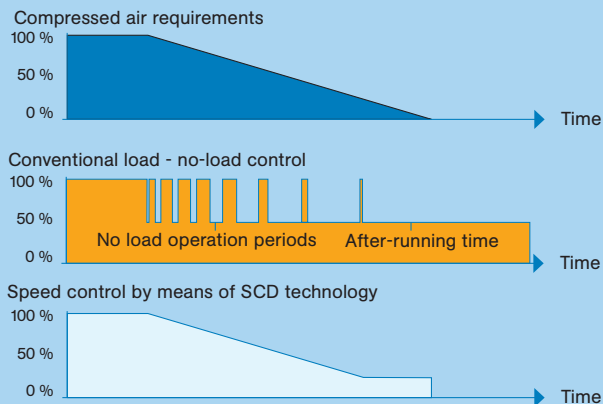 Compressed air requirements
100 %
50 %
0 %
Time
Conventional load - no-load control
100 %
50 %
No load operation periods
After-running time
0 %
Time
Speed control by means of SCD technology
100 %
50 %
0 %
Time